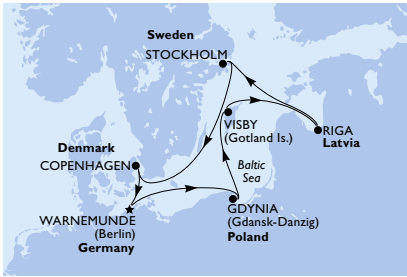 Sweden
STOCKHOLM
VISBY
(Gotland Is.)
RIGA
Latvia
Denmark
COPENHAGEN
Baltic
Sea
WARNEMUNDE
(Berlin)
Germany
GDYNIA
(Gdansk-Danzig)
Poland